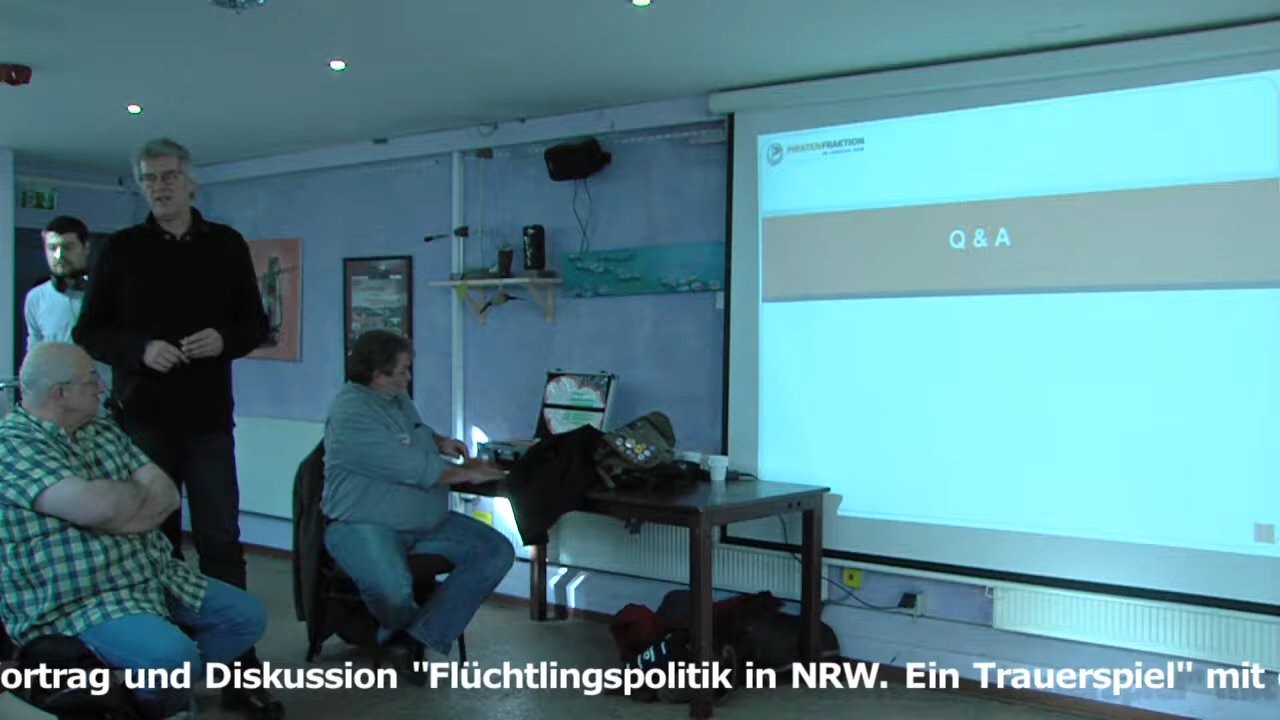 PIRATENFRAKTION
Q & A
ortrag und Diskussion "Flüchtlingspolitik in NRW. Ein Trauerspiel" mit